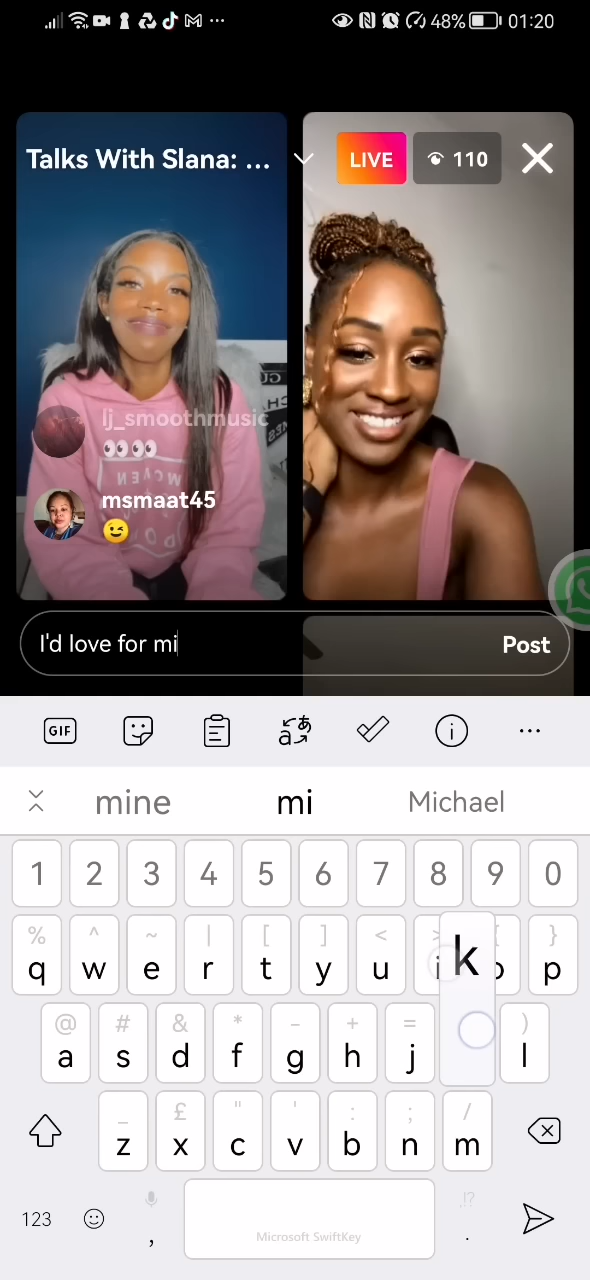 48% 01:20
Talks With Slana: ... LIVE 110
lj_smoothmusic
👀👀
msmaat45
😉
I'd love for mi Post
GIF
mine mi Michael
1 2 3 4 5 6 7 8 9 0
% ^ ~ | [ ] < > { }
q w e r t y u i o p
k
@ # & * - + = )
a s d f g h j l
_ £ " ' : ; /
z x c v b n m
123 , Microsoft SwiftKey .
,!?